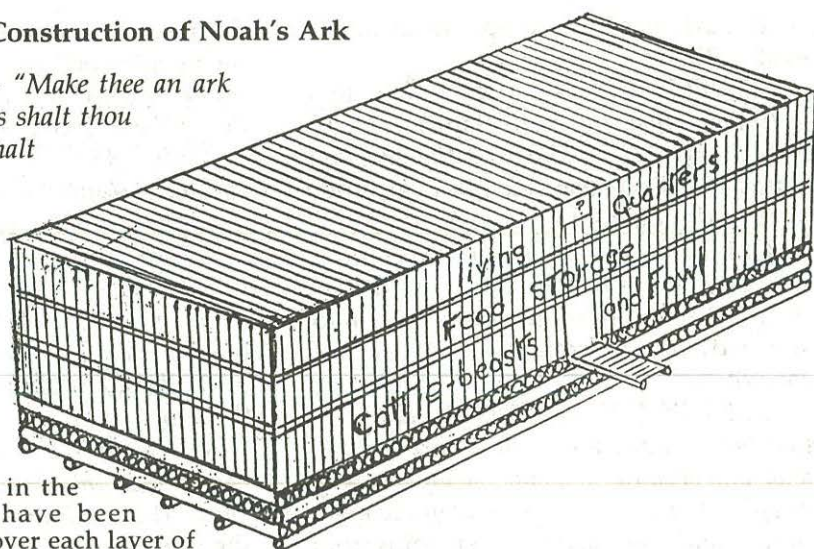 Construction of Noah's Ark
"Make thee an ark
s shalt thou
halt
living ? Quarters
Food Storage
Cattle-beasts and Fowl
in the
have been
over each layer of